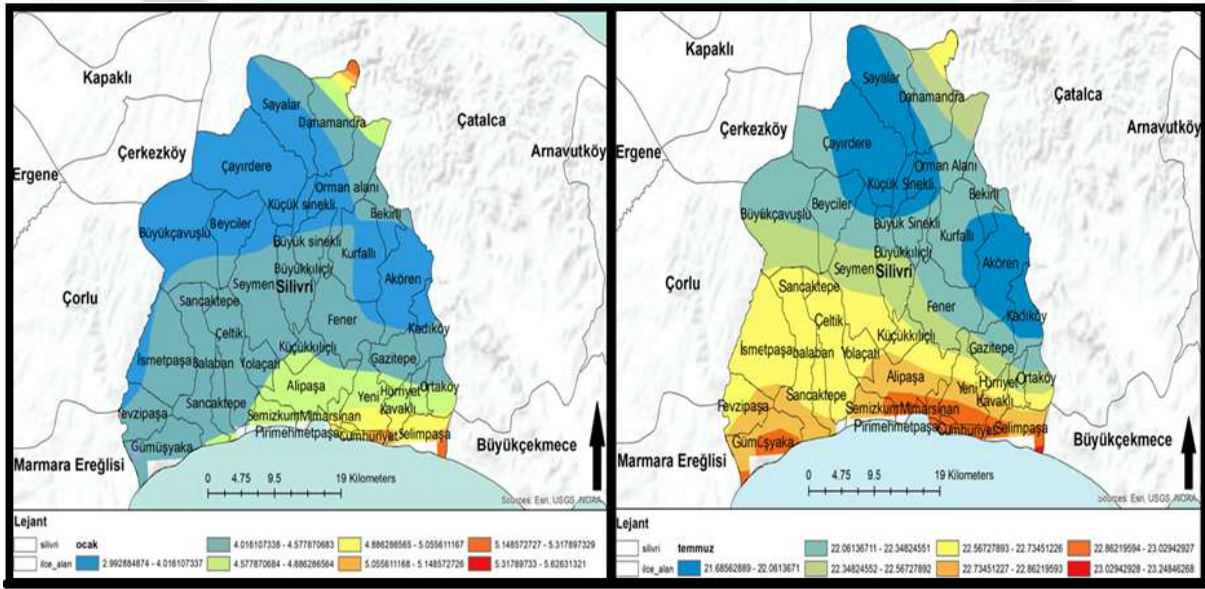 Kapaklı
Çatalca
Çerkezköy
Arnavutköy
Ergene
Çorlu
Silivri
Marmara Ereğlisi
Büyükçekmece
Sayalar
Danamandra
Çayırdere
Orman alanı
Küçük sinekli
Bekirli
Beyciler
Büyükçavuşlu
Büyük sinekli
Kurfallı
Büyükkılıçlı
Akören
Seymen
Sancaktepe
Fener
Kadıköy
Çeltik
Küçükkılıçlı
İsmetpaşa
Balaban
Yolaçatı
Gazitepe
Alipaşa
Yeni
Hürriyet
Ortaköy
Kavaklı
Sancaktepe
Fevzipaşa
Semizkum
Mimarsinan
Pirimehmetpaşa
Cumhuriyet
Selimpaşa
Gümüşyaka
0 4.75 9.5 19 Kilometers
Sources: Esri, USGS, NOAA
Lejant
silivri ocak 4.016107338 - 4.577870683 4.886266565 - 5.055611167 5.148572727 - 5.317897329
ilce_alan 2.992884874 - 4.016107337 4.577870684 - 4.886286564 5.055611168 - 5.148572726 5.31789733 - 5.62631321
Kapaklı
Çatalca
Çerkezköy
Arnavutköy
Ergene
Çorlu
Silivri
Marmara Ereğlisi
Büyükçekmece
Sayalar
Danamandra
Çayırdere
Orman Alanı
Küçük Sinekli
Bekirli
Beyciler
Büyükçavuşlu
Büyük Sinekli
Kurfallı
Büyükkılıçlı
Akören
Seymen
Sancaktepe
Fener
Kadıköy
Çeltik
Küçükkılıçlı
İsmetpaşa
balaban
Yolaçatı
Gazitepe
Alipaşa
Yeni
Hürriyet
Ortaköy
Kavaklı
Sancaktepe
Fevzipaşa
Semizkum
Mimarsinan
Pirimehmetpaşa
Cumhuriyet
Selimpaşa
Gümüşyaka
0 4.75 9.5 19 Kilometers
Sources: Esri, USGS, NOAA
Lejant
silivri temmuz 22.06136711 - 22.34824551 22.56727893 - 22.73451226 22.86219594 - 23.02942927
ilce_alan 21.68562889 - 22.0613671 22.34824552 - 22.56727892 22.73451227 - 22.86219593 23.02942928 - 23.24846268